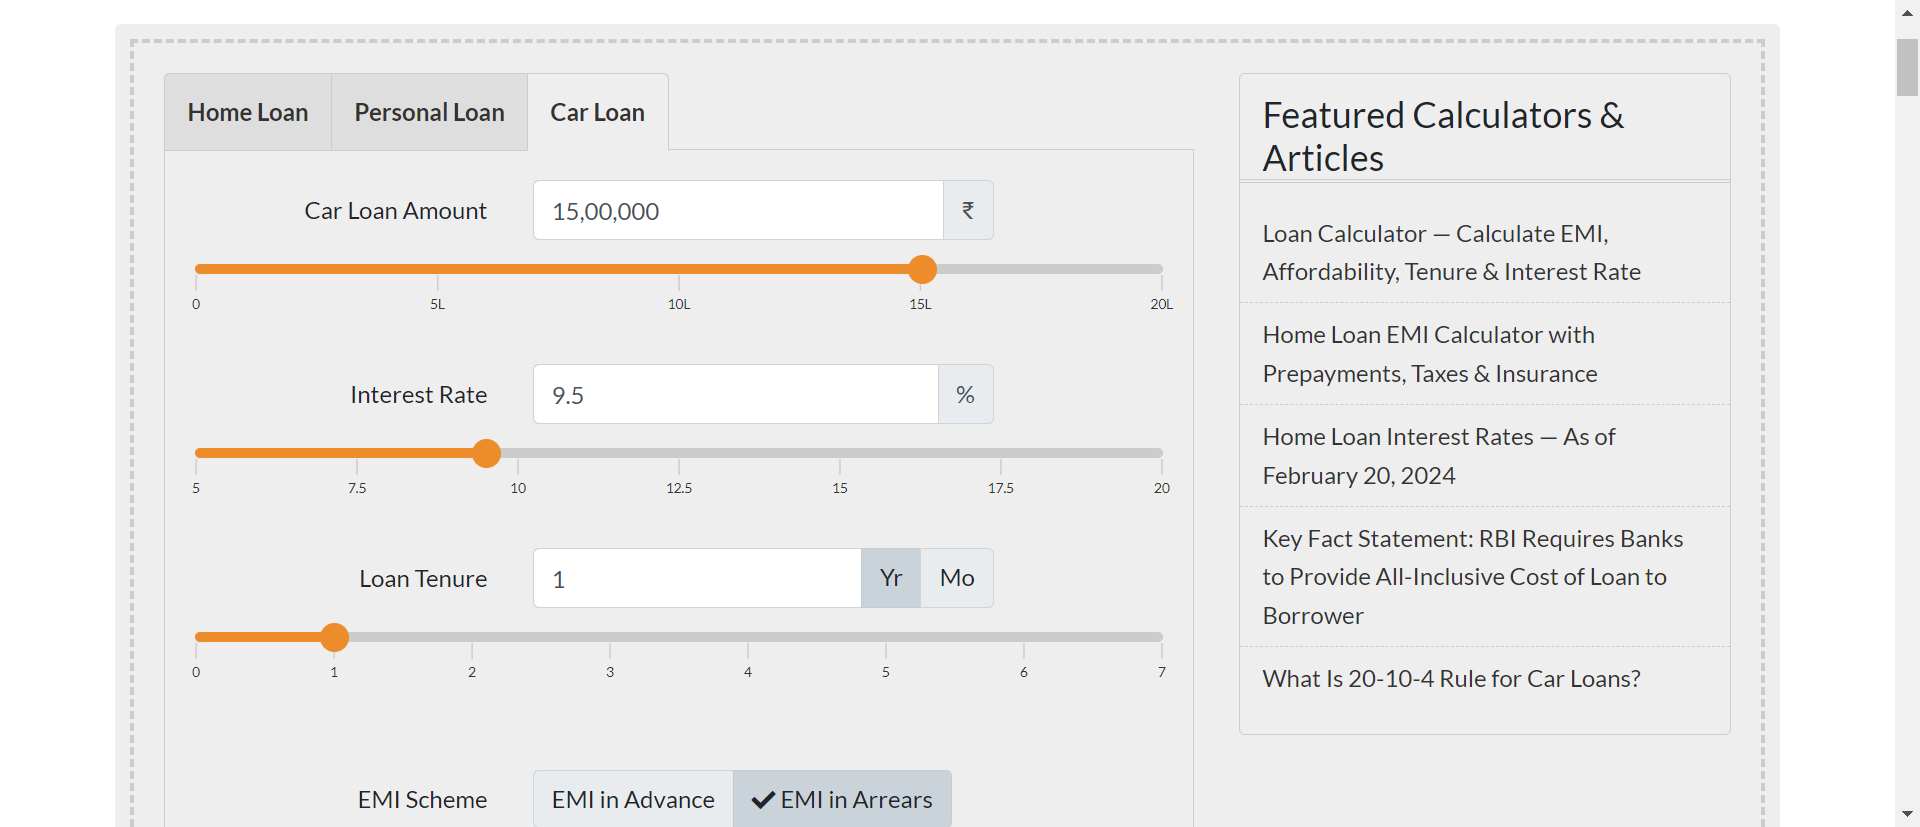 Home Loan
Personal Loan
Car Loan
Car Loan Amount
15,00,000
₹
0
5L
10L
15L
20L
Interest Rate
9.5
%
5
7.5
10
12.5
15
17.5
20
Loan Tenure
1
Yr
Mo
0
1
2
3
4
5
6
7
EMI Scheme
EMI in Advance
EMI in Arrears
Featured Calculators &
Articles
Loan Calculator — Calculate EMI,
Affordability, Tenure & Interest Rate
Home Loan EMI Calculator with
Prepayments, Taxes & Insurance
Home Loan Interest Rates — As of
February 20, 2024
Key Fact Statement: RBI Requires Banks
to Provide All-Inclusive Cost of Loan to
Borrower
What Is 20-10-4 Rule for Car Loans?